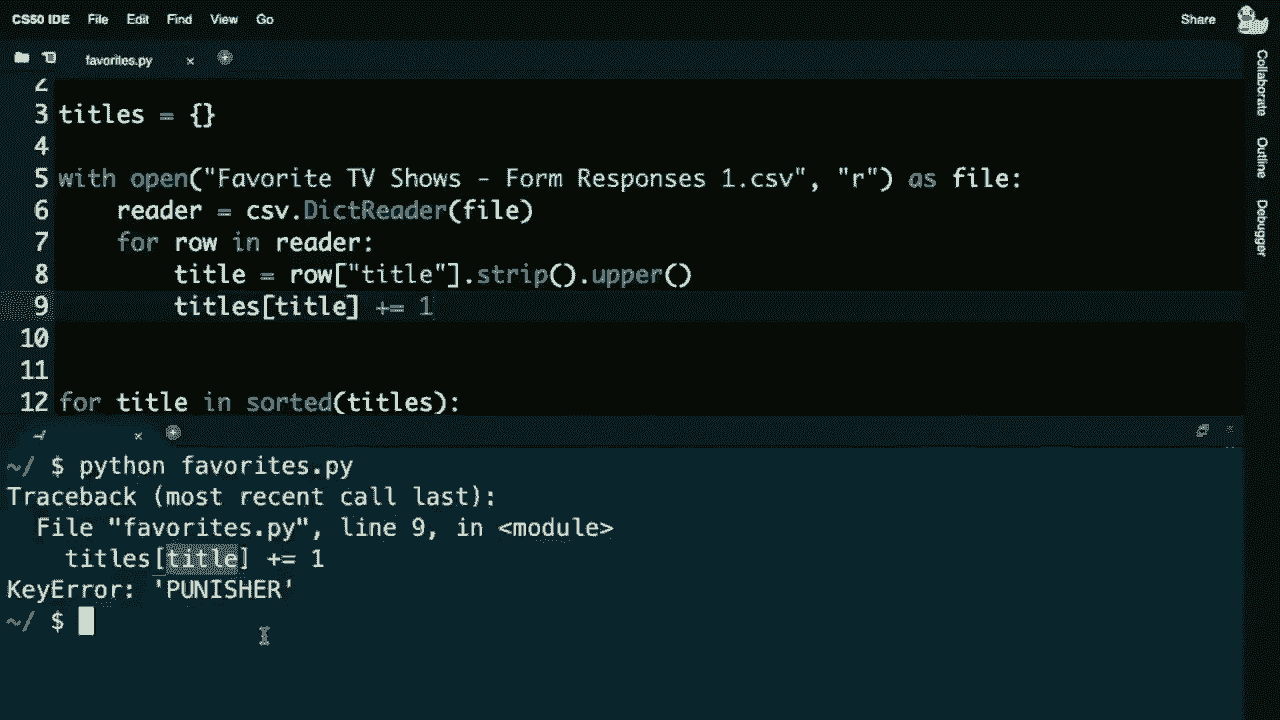 CS50 IDE File Edit Find View Go Share
favorites.py ×
2
3 titles = {}
4
5 with open("Favorite TV Shows - Form Responses 1.csv", "r") as file:
6 reader = csv.DictReader(file)
7 for row in reader:
8 title = row["title"].strip().upper()
9 titles[title] += 1
10
11
12 for title in sorted(titles):
~/ $ python favorites.py
Traceback (most recent call last):
File "favorites.py", line 9, in <module>
titles[title] += 1
KeyError: 'PUNISHER'
~/ $
Collaborate
Outline
Debugger